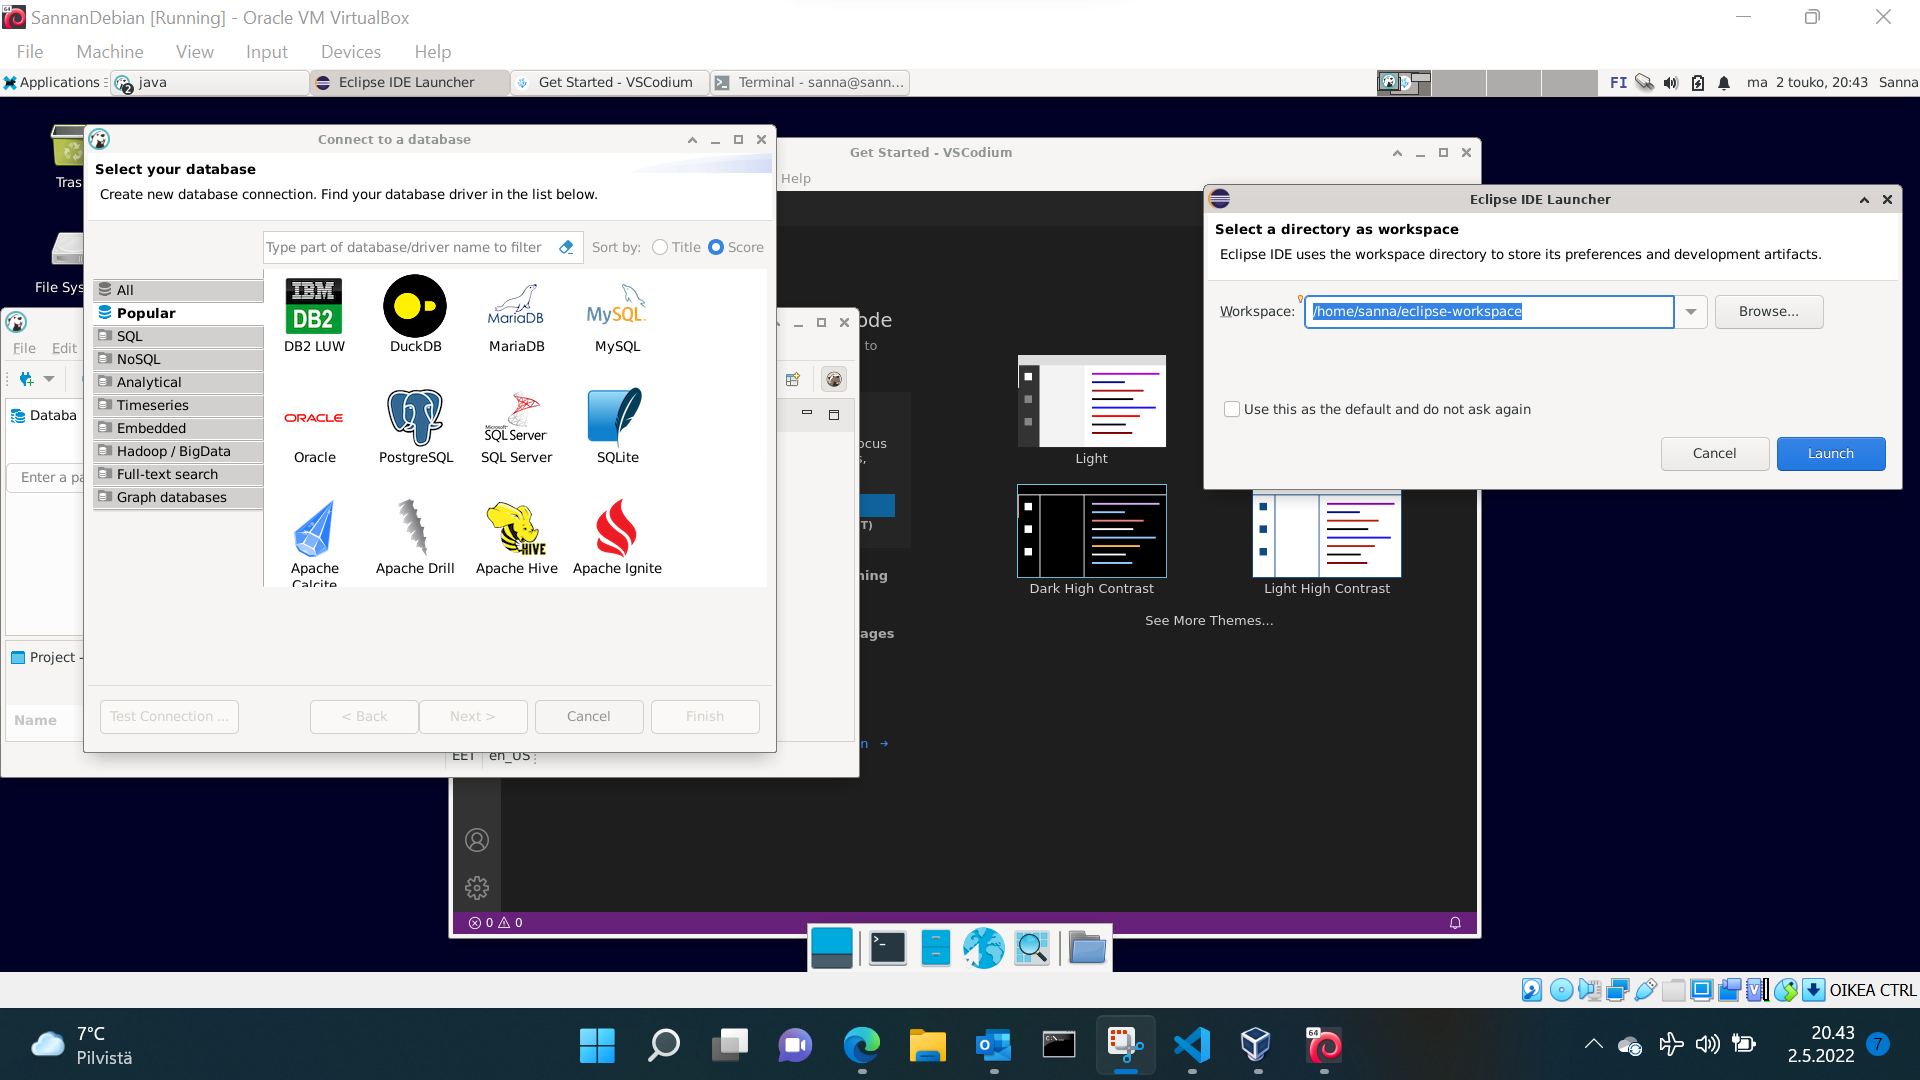 SannanDebian [Running] - Oracle VM VirtualBox
File Machine View Input Devices Help
Applications java Eclipse IDE Launcher Get Started - VSCodium Terminal - sanna@sann... FI ma 2 touko, 20:43 Sanna
Tras
File Sys
Connect to a database
Select your database
Create new database connection. Find your database driver in the list below.
Type part of database/driver name to filter Sort by: Title Score
All
Popular
SQL
NoSQL
Analytical
Timeseries
Embedded
Hadoop / BigData
Full-text search
Graph databases
IBM
DB2
MariaDB
MySQL
DB2 LUW DuckDB MariaDB MySQL
ORACLE
Microsoft
SQL Server
Oracle PostgreSQL SQL Server SQLite
HIVE
Apache Calcite Apache Drill Apache Hive Apache Ignite
Test Connection ... < Back Next > Cancel Finish
File Edit
Databa
Enter a pa
Project -
Name
EET en_US
Get Started - VSCodium
Help
ode
to
ocus
s,
T)
ning
ages
n →
Light
Dark High Contrast Light High Contrast
See More Themes...
0 0
Eclipse IDE Launcher
Select a directory as workspace
Eclipse IDE uses the workspace directory to store its preferences and development artifacts.
Workspace: /home/sanna/eclipse-workspace Browse...
Use this as the default and do not ask again
Cancel Launch
OIKEA CTRL
7°C
Pilvistä
64
20.43
2.5.2022
7